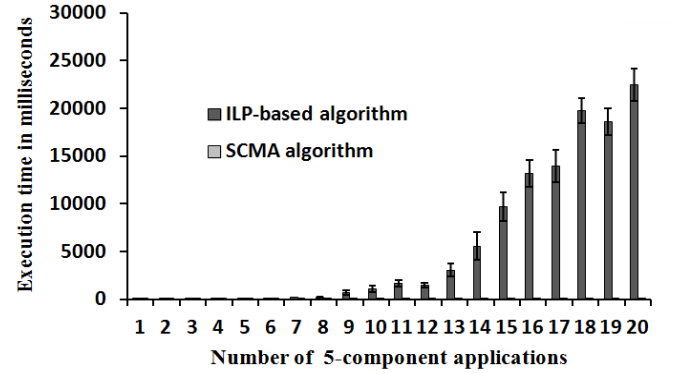 Execution time in milliseconds
30000
25000
20000
15000
10000
5000
0
ILP-based algorithm
SCMA algorithm
1 2 3 4 5 6 7 8 9 10 11 12 13 14 15 16 17 18 19 20
Number of 5-component applications